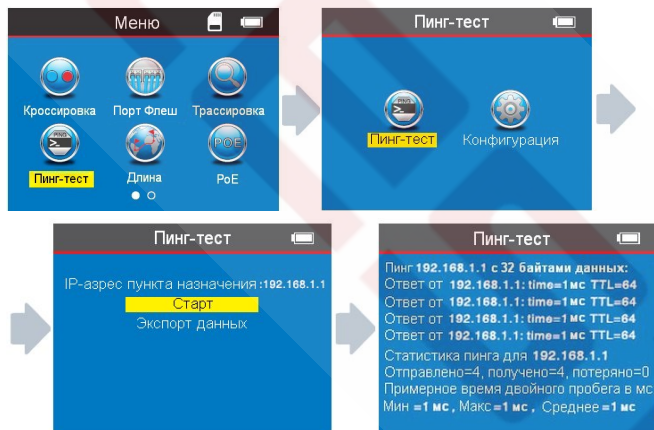 Меню
Кроссировка
Порт Флеш
Трассировка
PING
>_
Пинг-тест
Длина
POE
PoE
Пинг-тест
PING
>_
Пинг-тест
Конфигурация
Пинг-тест
IP-азрес пункта назначения :192.168.1.1
Старт
Экспорт данных
Пинг-тест
Пинг 192.168.1.1 с 32 байтами данных:
Ответ от 192.168.1.1: time=1мс TTL=64
Ответ от 192.168.1.1: time=1мс TTL=64
Ответ от 192.168.1.1: time=1мс TTL=64
Ответ от 192.168.1.1: time=1мс TTL=64
Статистика пинга для 192.168.1.1
Отправлено=4, получено=4, потеряно=0
Примерное время двойного пробега в мс
Мин =1 мс, Макс=1 мс, Среднее=1мс